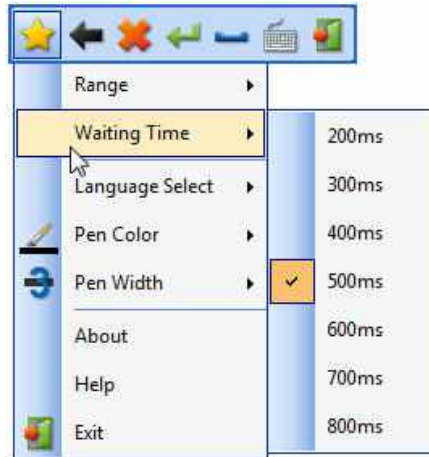 Range
Waiting Time
Language Select
Pen Color
Pen Width
About
Help
Exit
200ms
300ms
400ms
500ms
600ms
700ms
800ms